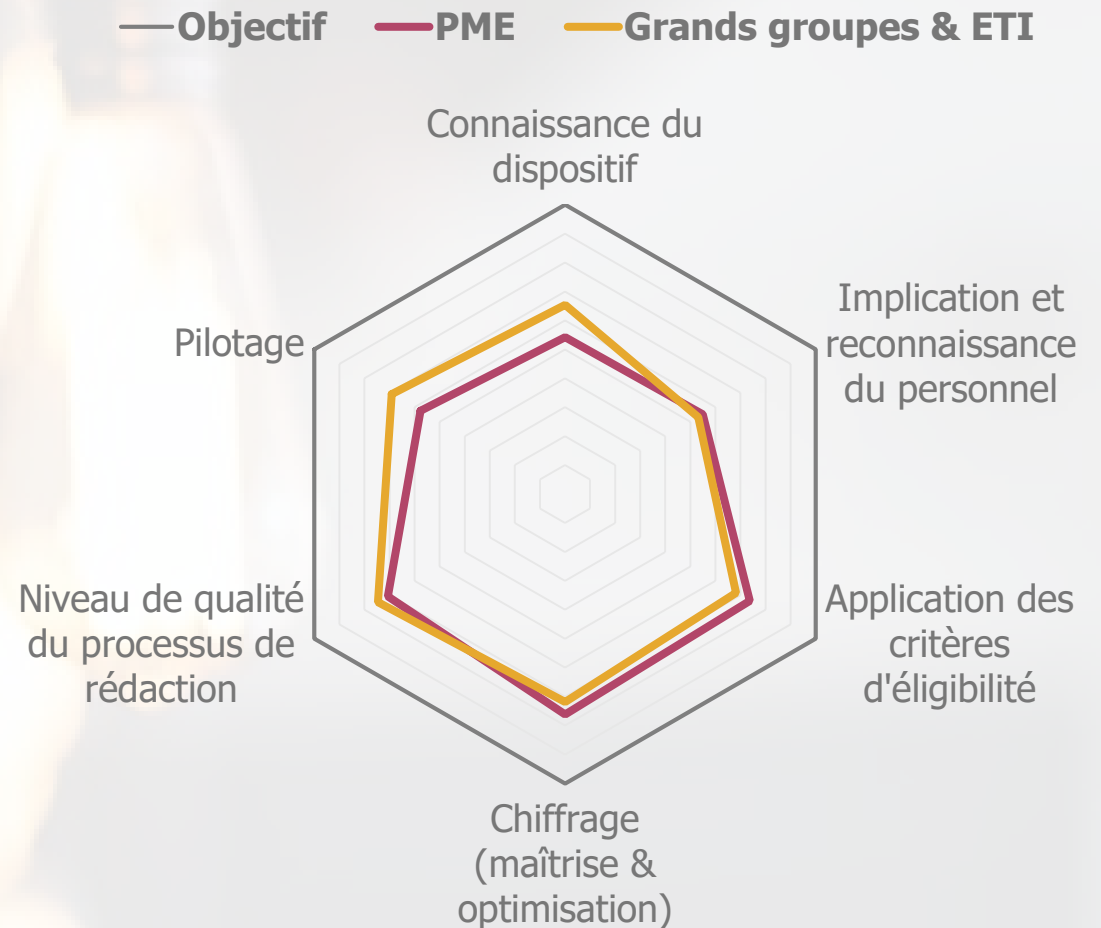 Objectif PME Grands groupes & ETI
Connaissance du
dispositif
Implication et
reconnaissance
du personnel
Application des
critères
d'éligibilité
Chiffrage
(maîtrise &
optimisation)
Niveau de qualité
du processus de
rédaction
Pilotage